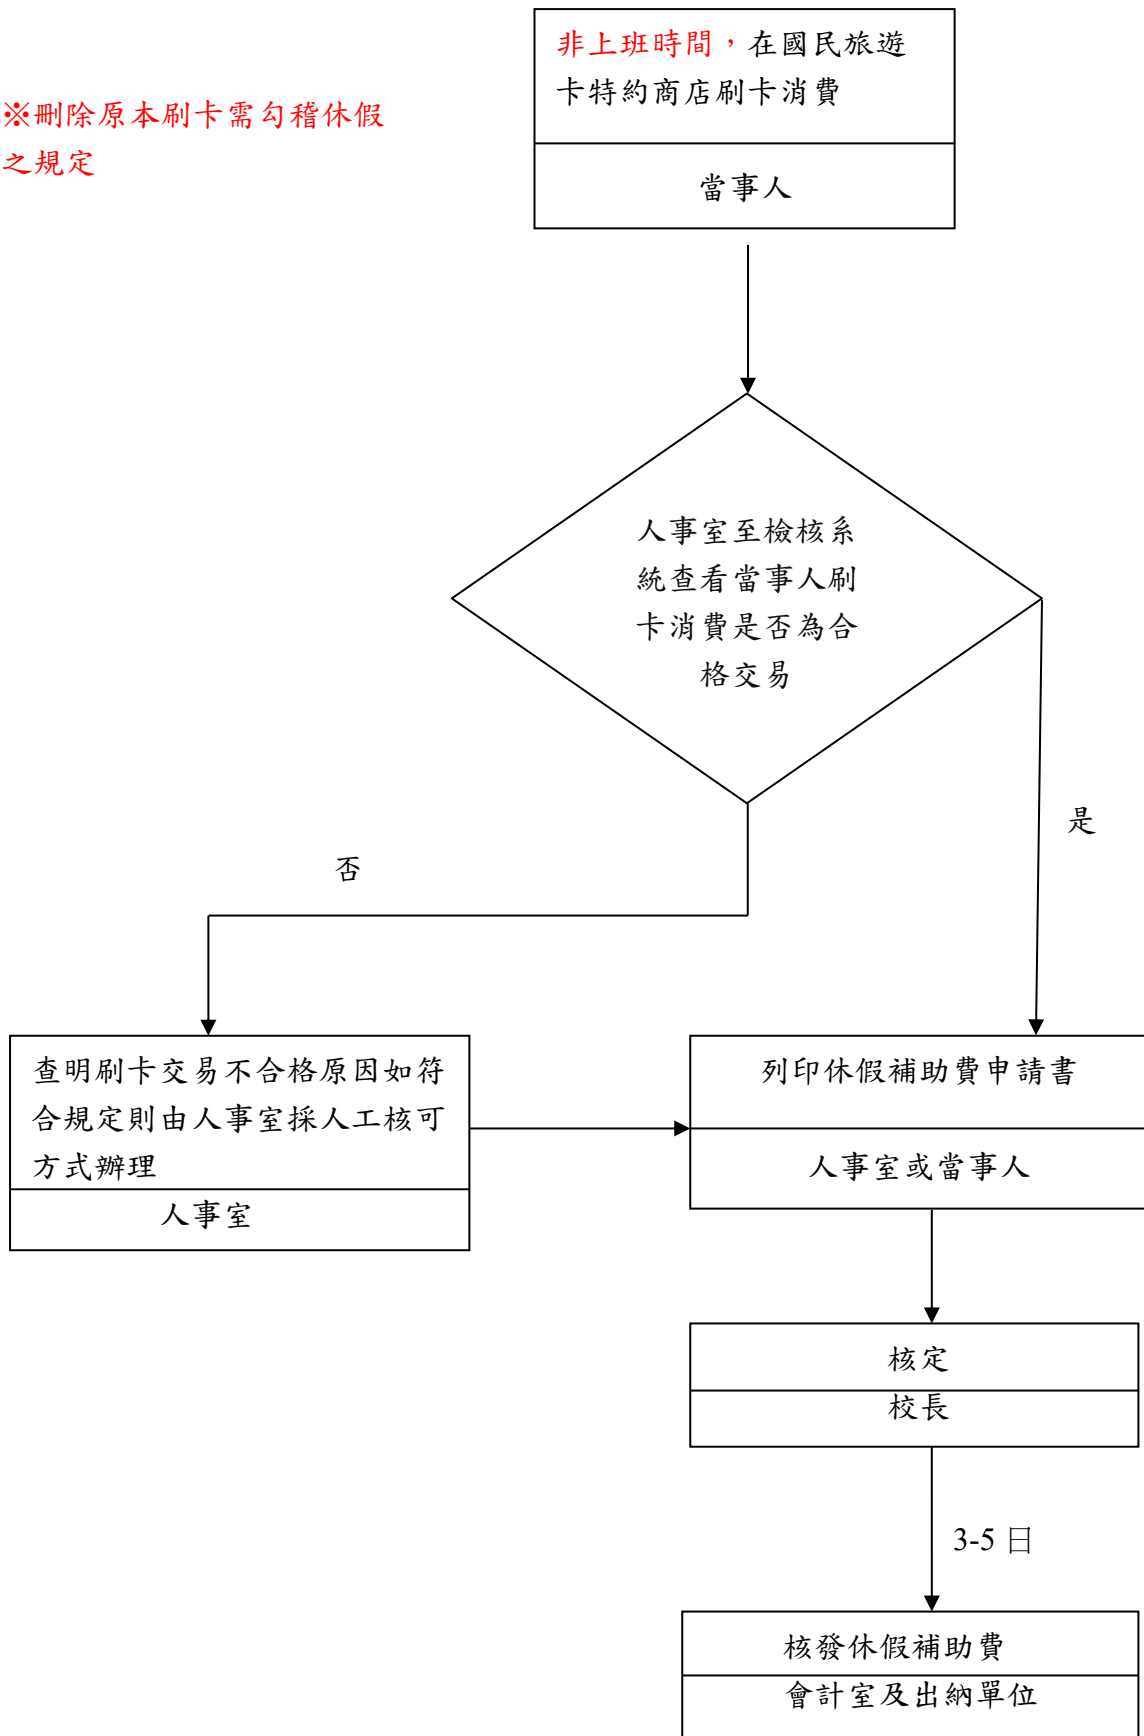 非上班時間，在國民旅遊
卡特約商店刷卡消費
※刪除原本刷卡需勾稽休假
之規定
當事人
人事室至檢核系
統查看當事人刷
卡消費是否為合
格交易
是
否
查明刷卡交易不合格原因如符
合規定則由人事室採人工核可
方式辦理
人事室
列印休假補助費申請書
人事室或當事人
核定
校長
3-5 日
核發休假補助費
會計室及出納單位